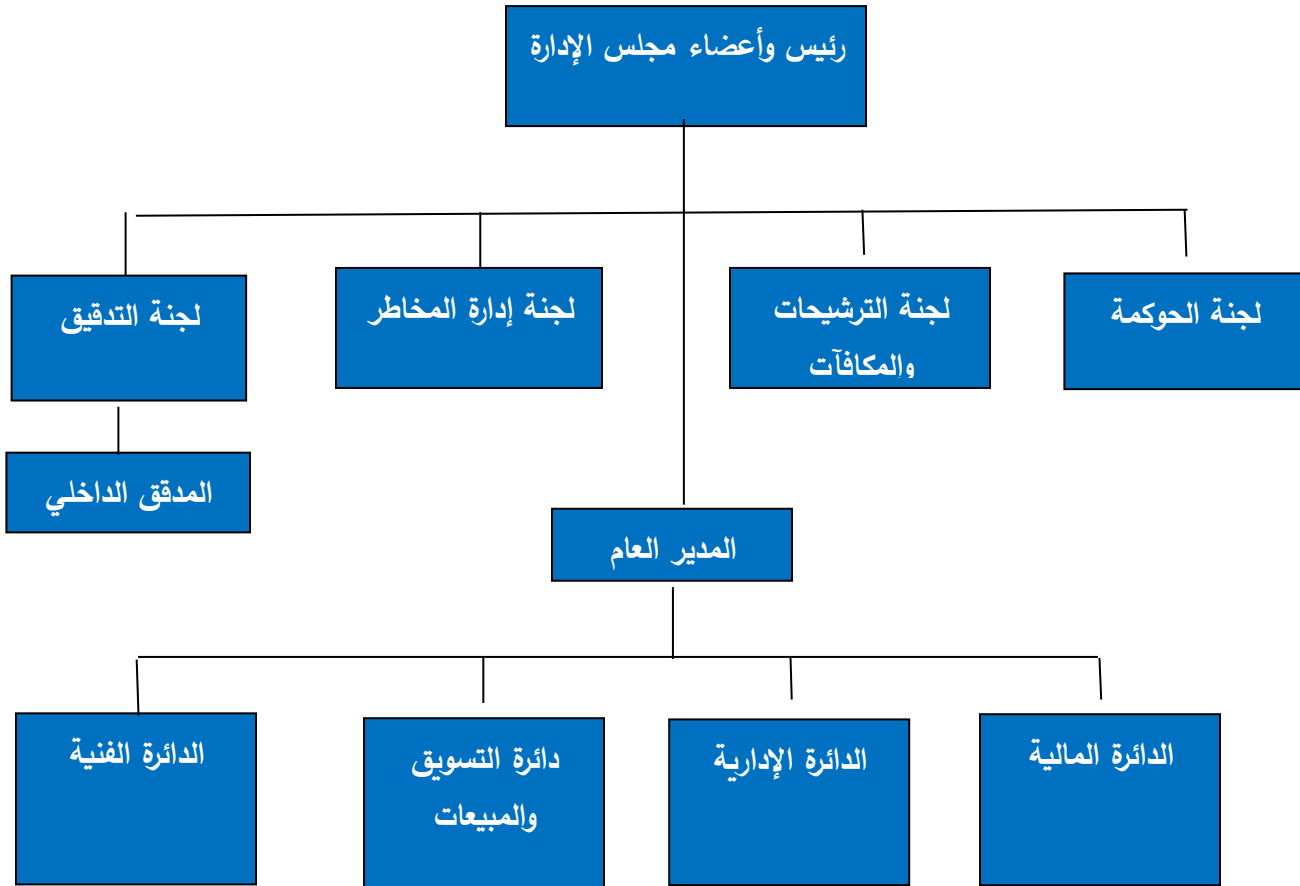 رئيس وأعضاء مجلس الإدارة
لجنة الحوكمة
لجنة الترشيحات
والمكافآت
لجنة إدارة المخاطر
لجنة التدقيق
المدقق الداخلي
المدير العام
الدائرة المالية
الدائرة الإدارية
دائرة التسويق
والمبيعات
الدائرة الفنية